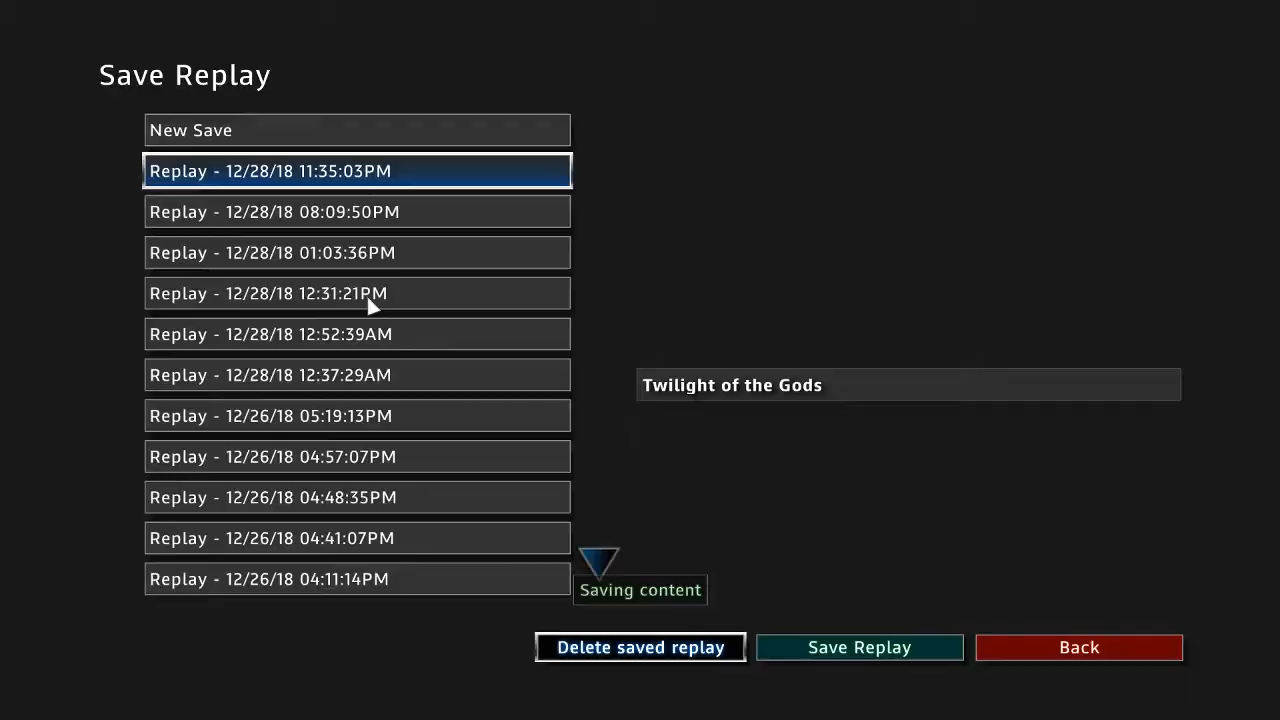 Save Replay
New Save
Replay - 12/28/18 11:35:03PM
Replay - 12/28/18 08:09:50PM
Replay - 12/28/18 01:03:36PM
Replay - 12/28/18 12:31:21PM
Replay - 12/28/18 12:52:39AM
Replay - 12/28/18 12:37:29AM
Replay - 12/26/18 05:19:13PM
Replay - 12/26/18 04:57:07PM
Replay - 12/26/18 04:48:35PM
Replay - 12/26/18 04:41:07PM
Replay - 12/26/18 04:11:14PM
Twilight of the Gods
Saving content
Delete saved replay
Save Replay
Back